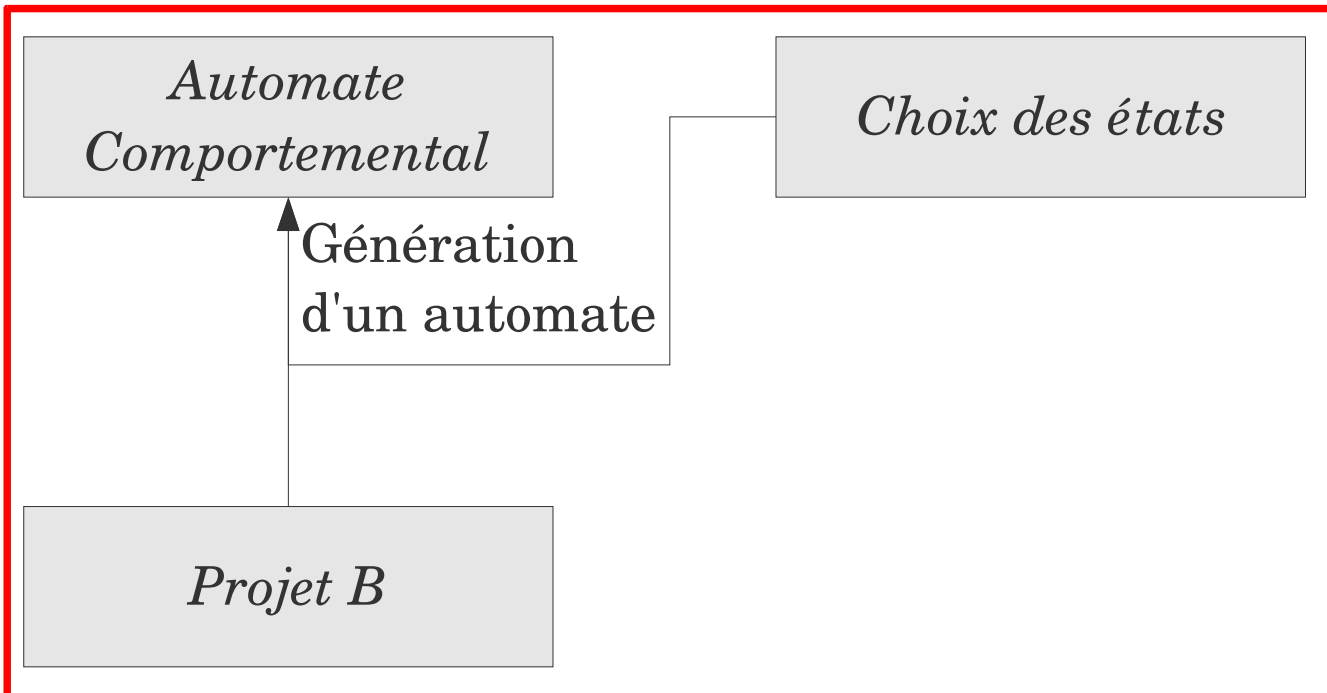 Automate
Comportemental
Choix des états
Génération
d'un automate
Projet B